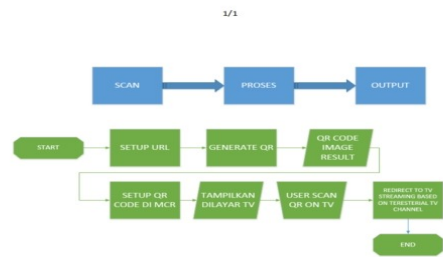 1/1
SCAN
PROSES
OUTPUT
START
SETUP URL
GENERATE QR
QR CODE
IMAGE
RESULT
SETUP QR
CODE DI MCR
TAMPILKAN
DILAYAR TV
USER SCAN
QR ON TV
REDIRECT TO TV
STREAMING BASED
ON TERESTERIAL TV
CHANNEL
END